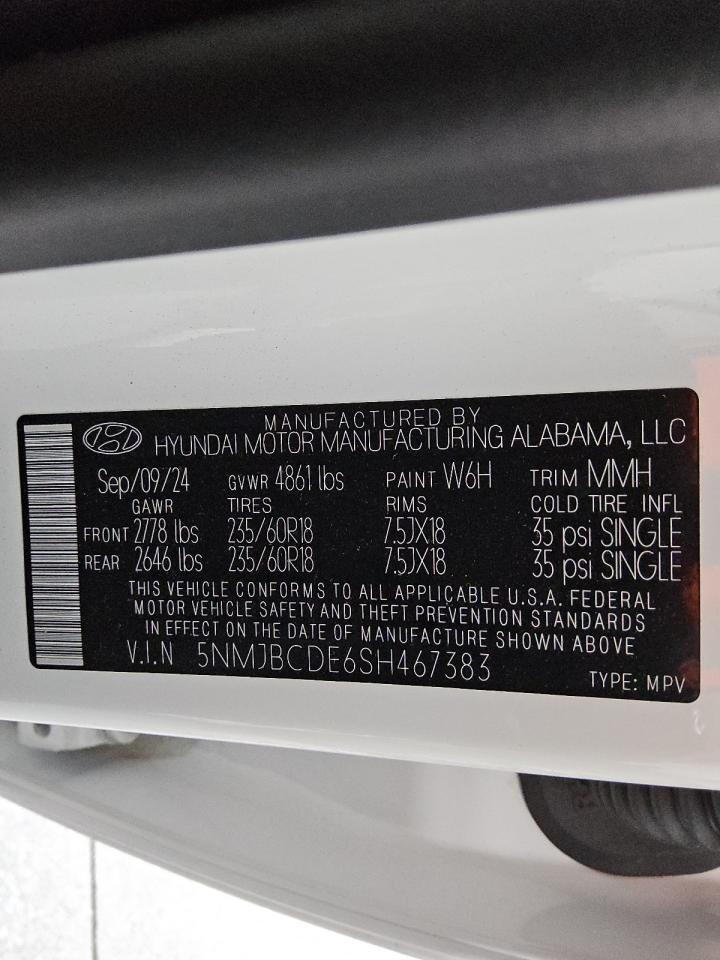 MANUFACTURED BY
HYUNDAI MOTOR MANUFACTURING ALABAMA, LLC
Sep/09/24 GVWR 4861 lbs PAINT W6H TRIM MMH
GAWR TIRES RIMS COLD TIRE INFL
FRONT 2778 lbs 235/60R18 7.5JX18 35 psi SINGLE
REAR 2646 lbs 235/60R18 7.5JX18 35 psi SINGLE
THIS VEHICLE CONFORMS TO ALL APPLICABLE U.S.A. FEDERAL
MOTOR VEHICLE SAFETY AND THEFT PREVENTION STANDARDS
IN EFFECT ON THE DATE OF MANUFACTURE SHOWN ABOVE
V.I.N 5NMJBCDE6SH467383
TYPE: MPV